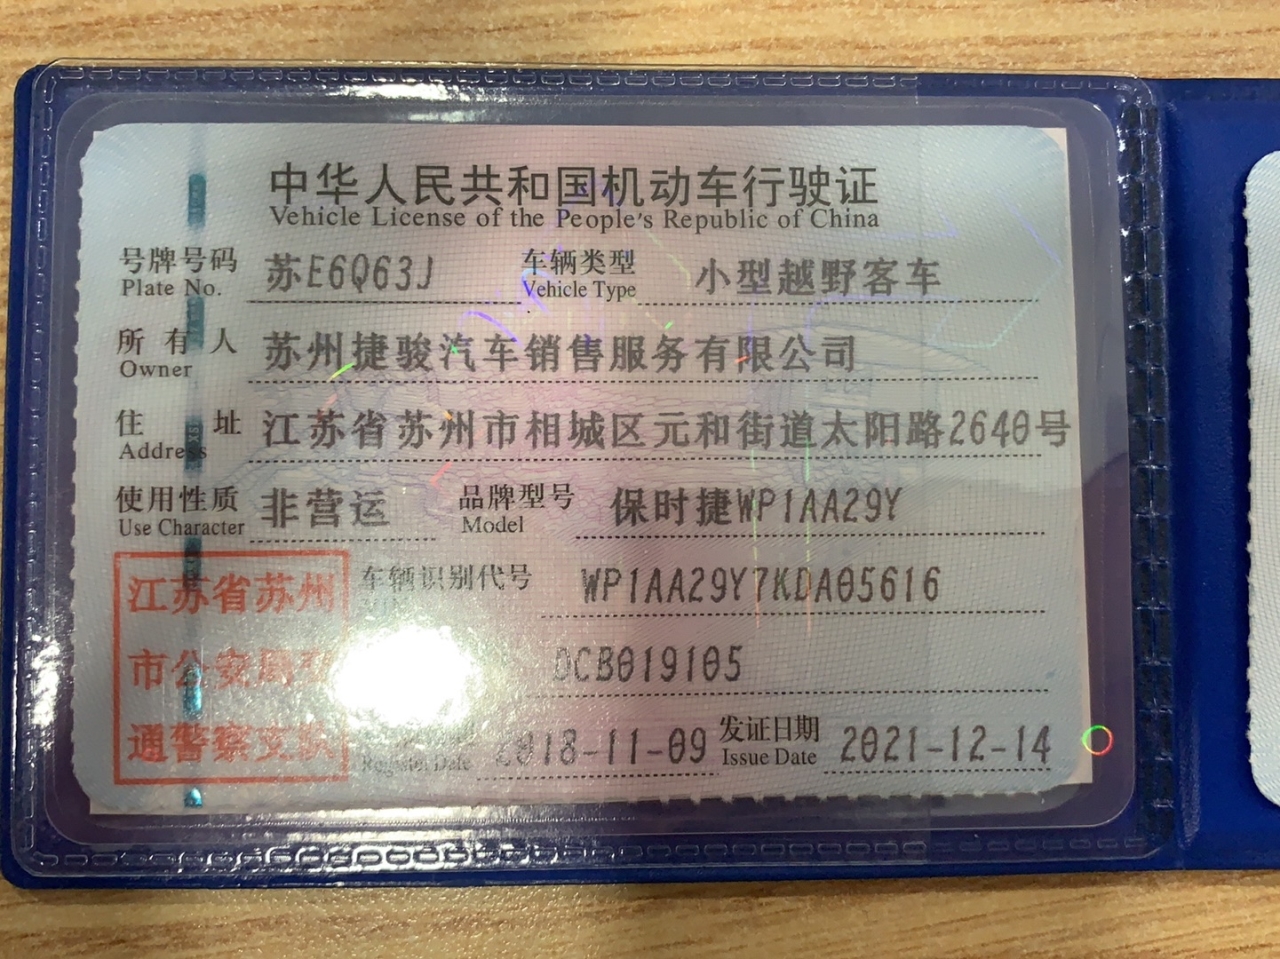 中华人民共和国机动车行驶证
Vehicle License of the People's Republic of China
号牌号码 苏E6Q63J 车辆类型 小型越野客车
Plate No. Vehicle Type
所有人 苏州捷骏汽车销售服务有限公司
Owner
住址 江苏省苏州市相城区元和街道太阳路2640号
Address
使用性质 非营运 品牌型号 保时捷WP1AA29Y
Use Character Model
江苏省苏州 车辆识别代号 WP1AA29Y7KDA05616
市公安局 DCB019105
通警察支队 2018-11-09 发证日期 2021-12-14
Register Date Issue Date